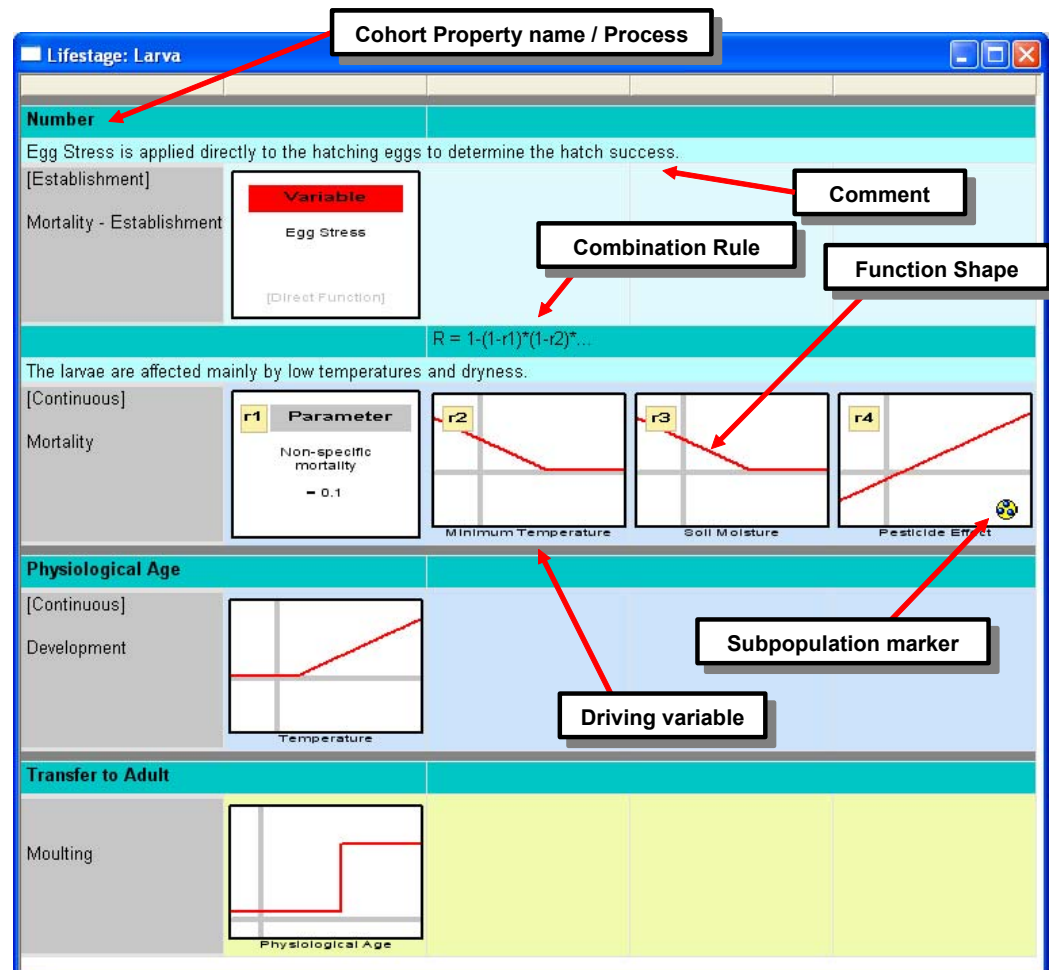 Cohort Property name / Process
Lifestage: Larva
Number
Egg Stress is applied directly to the hatching eggs to determine the hatch success.
[Establishment]
Mortality - Establishment
Variable
Egg Stress
[Direct Function]
Comment
Combination Rule
Function Shape
R = 1-(1-r1)*(1-r2)*...
The larvae are affected mainly by low temperatures and dryness.
[Continuous]
Mortality
r1 Parameter
Non-specific
mortality
= 0.1
r2
Minimum Temperature
r3
Soil Moisture
r4
Pesticide Effect
Physiological Age
[Continuous]
Development
Temperature
Subpopulation marker
Driving variable
Transfer to Adult
Moulting
Physiological Age